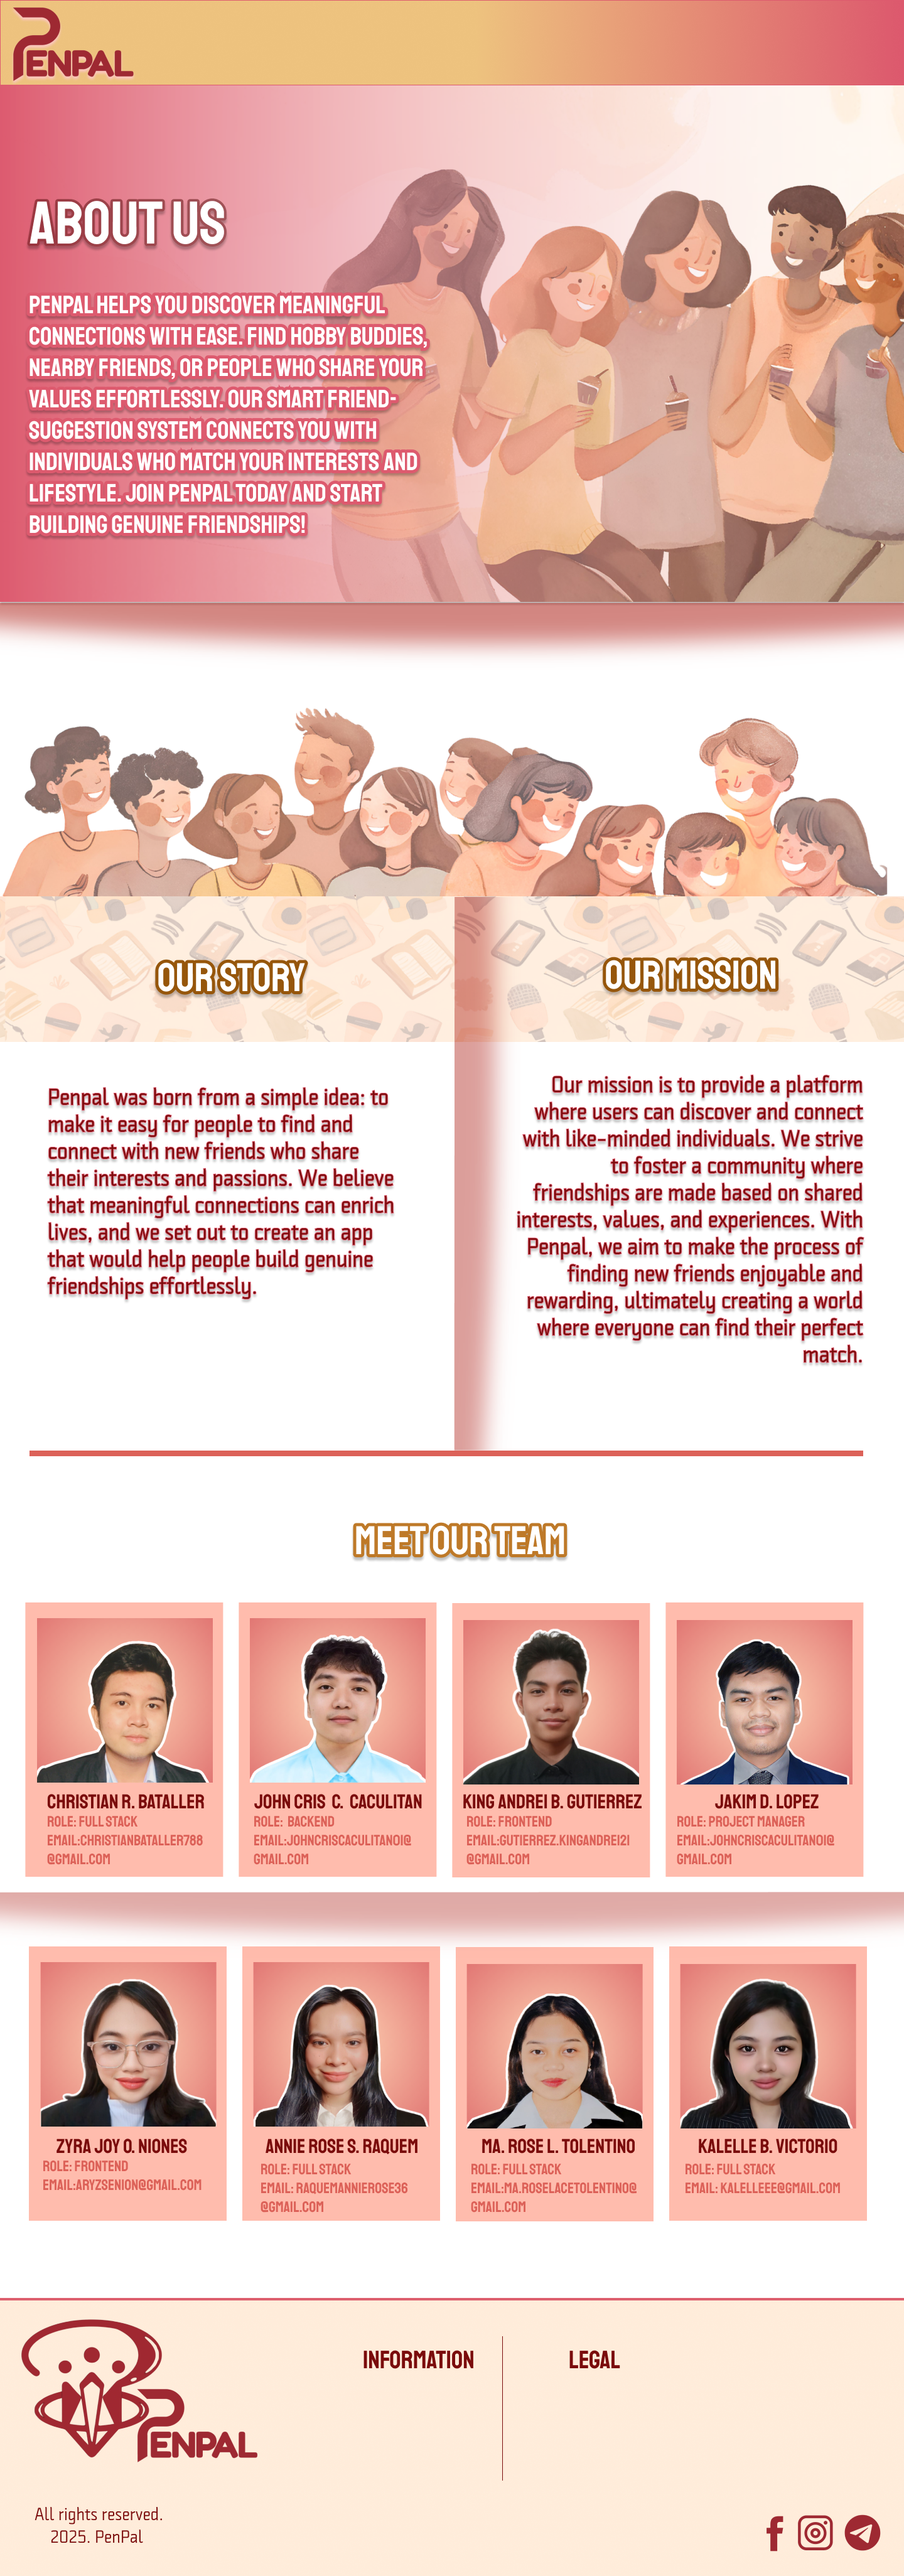 PENPAL
ABOUT US
PENPAL HELPS YOU DISCOVER MEANINGFUL
CONNECTIONS WITH EASE. FIND HOBBY BUDDIES,
NEARBY FRIENDS, OR PEOPLE WHO SHARE YOUR
VALUES EFFORTLESSLY. OUR SMART FRIEND-
SUGGESTION SYSTEM CONNECTS YOU WITH
INDIVIDUALS WHO MATCH YOUR INTERESTS AND
LIFESTYLE. JOIN PENPAL TODAY AND START
BUILDING GENUINE FRIENDSHIPS!
OUR STORY
Penpal was born from a simple idea: to
make it easy for people to find and
connect with new friends who share
their interests and passions. We believe
that meaningful connections can enrich
lives, and we set out to create an app
that would help people build genuine
friendships effortlessly.
OUR MISSION
Our mission is to provide a platform
where users can discover and connect
with like-minded individuals. We strive
to foster a community where
friendships are made based on shared
interests, values, and experiences. With
Penpal, we aim to make the process of
finding new friends enjoyable and
rewarding, ultimately creating a world
where everyone can find their perfect
match.
MEET OUR TEAM
CHRISTIAN R. BATALLER
ROLE: FULL STACK
EMAIL:CHRISTIANBATALLER788
@GMAIL.COM
JOHN CRIS C. CACULITAN
ROLE: BACKEND
EMAIL:JOHNCRISCACULITAN01@
GMAIL.COM
KING ANDREI B. GUTIERREZ
ROLE: FRONTEND
EMAIL:GUTIERREZ.KINGANDREI21
@GMAIL.COM
JAKIM D. LOPEZ
ROLE: PROJECT MANAGER
EMAIL:JOHNCRISCACULITAN01@
GMAIL.COM
ZYRA JOY O. NIONES
ROLE: FRONTEND
EMAIL:ARYZSENION@GMAIL.COM
ANNIE ROSE S. RAQUEM
ROLE: FULL STACK
EMAIL: RAQUEMANNIEROSE36
@GMAIL.COM
MA. ROSE L. TOLENTINO
ROLE: FULL STACK
EMAIL:MA.ROSELACETOLENTINO@
GMAIL.COM
KALELLE B. VICTORIO
ROLE: FULL STACK
EMAIL: KALELLEEE@GMAIL.COM
PENPAL
INFORMATION
LEGAL
All rights reserved.
2025. PenPal